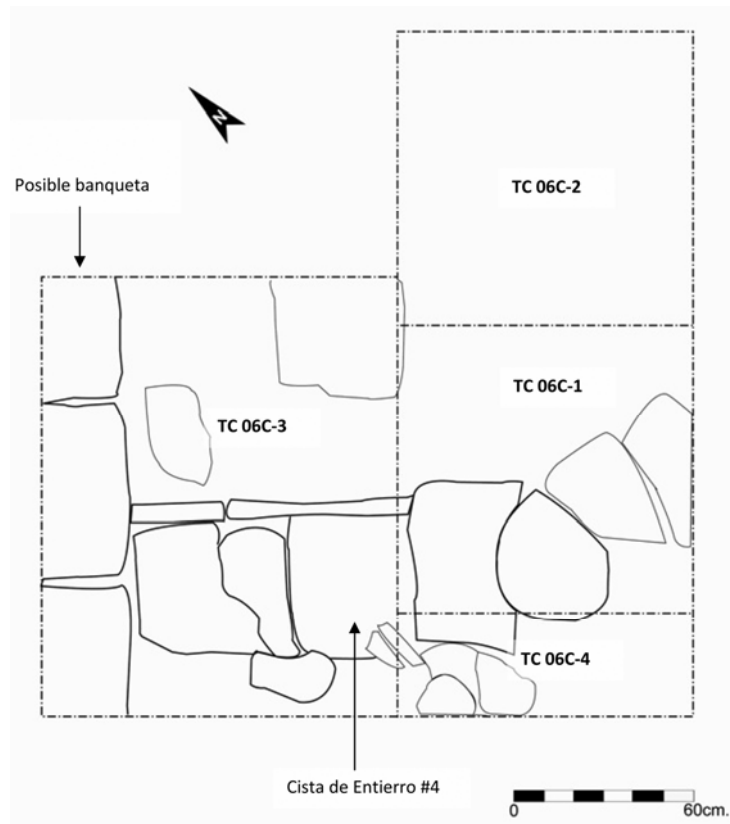 TC 06C-2
N
Posible banqueta
TC 06C-1
TC 06C-3
TC 06C-4
Cista de Entierro #4
0 60cm.